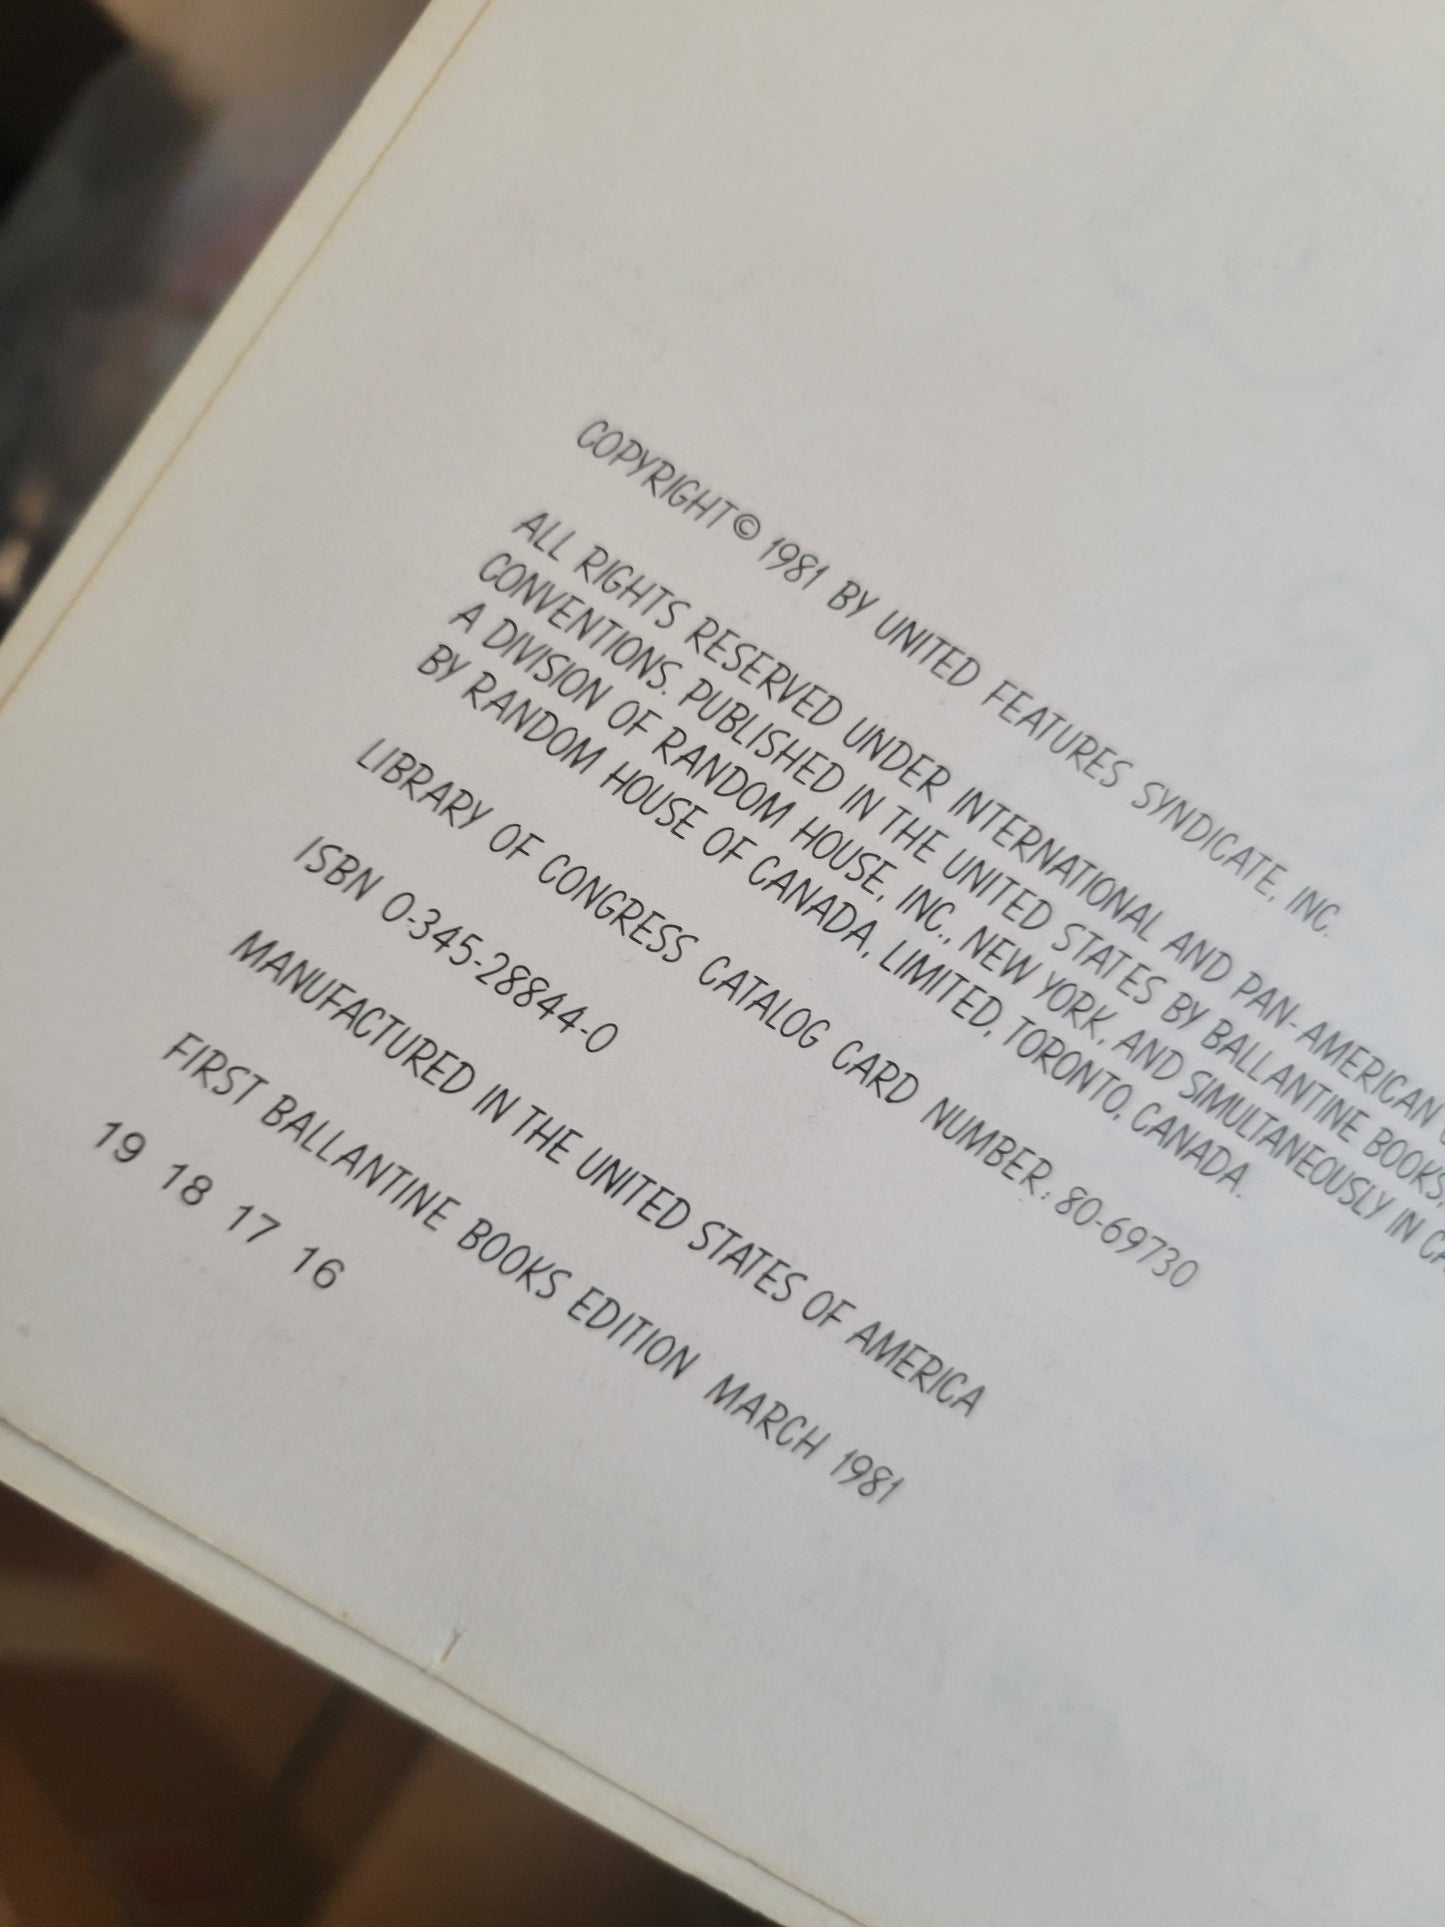 COPYRIGHT © 1981 BY UNITED FEATURES SYNDICATE, INC.
ALL RIGHTS RESERVED UNDER INTERNATIONAL AND PAN-AMERICAN
CONVENTIONS. PUBLISHED IN THE UNITED STATES BY BALLANTINE BOOKS,
A DIVISION OF RANDOM HOUSE, INC., NEW YORK, AND SIMULTANEOUSLY IN
BY RANDOM HOUSE OF CANADA, LIMITED, TORONTO, CANADA.
LIBRARY OF CONGRESS CATALOG CARD NUMBER: 80-69730
ISBN 0-345-28844-0
MANUFACTURED IN THE UNITED STATES OF AMERICA
FIRST BALLANTINE BOOKS EDITION MARCH 1981
19 18 17 16